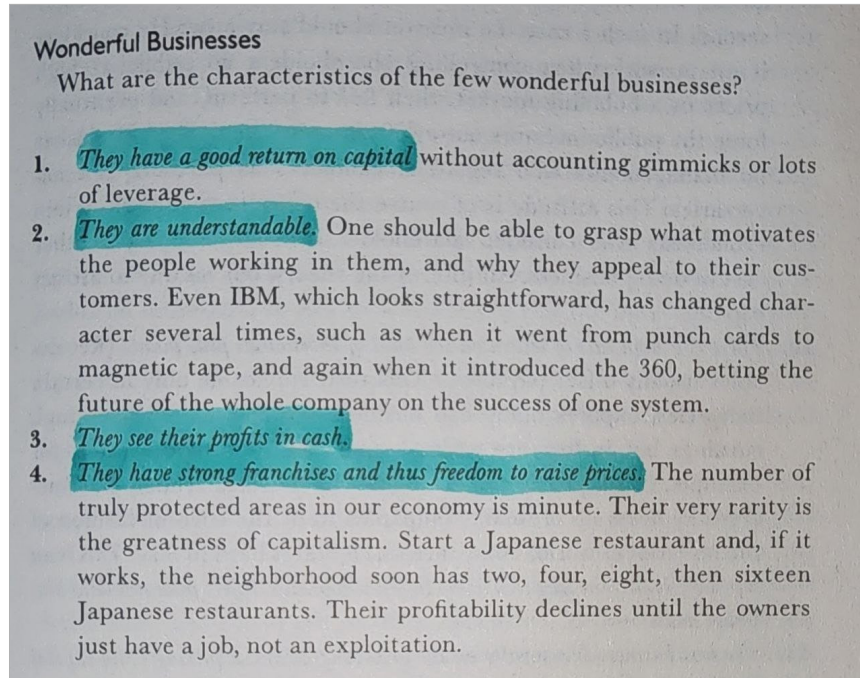 Wonderful Businesses
What are the characteristics of the few wonderful businesses?
1. They have a good return on capital without accounting gimmicks or lots
of leverage.
2. They are understandable. One should be able to grasp what motivates
the people working in them, and why they appeal to their cus-
tomers. Even IBM, which looks straightforward, has changed char-
acter several times, such as when it went from punch cards to
magnetic tape, and again when it introduced the 360, betting the
future of the whole company on the success of one system.
3. They see their profits in cash.
4. They have strong franchises and thus freedom to raise prices. The number of
truly protected areas in our economy is minute. Their very rarity is
the greatness of capitalism. Start a Japanese restaurant and, if it
works, the neighborhood soon has two, four, eight, then sixteen
Japanese restaurants. Their profitability declines until the owners
just have a job, not an exploitation.